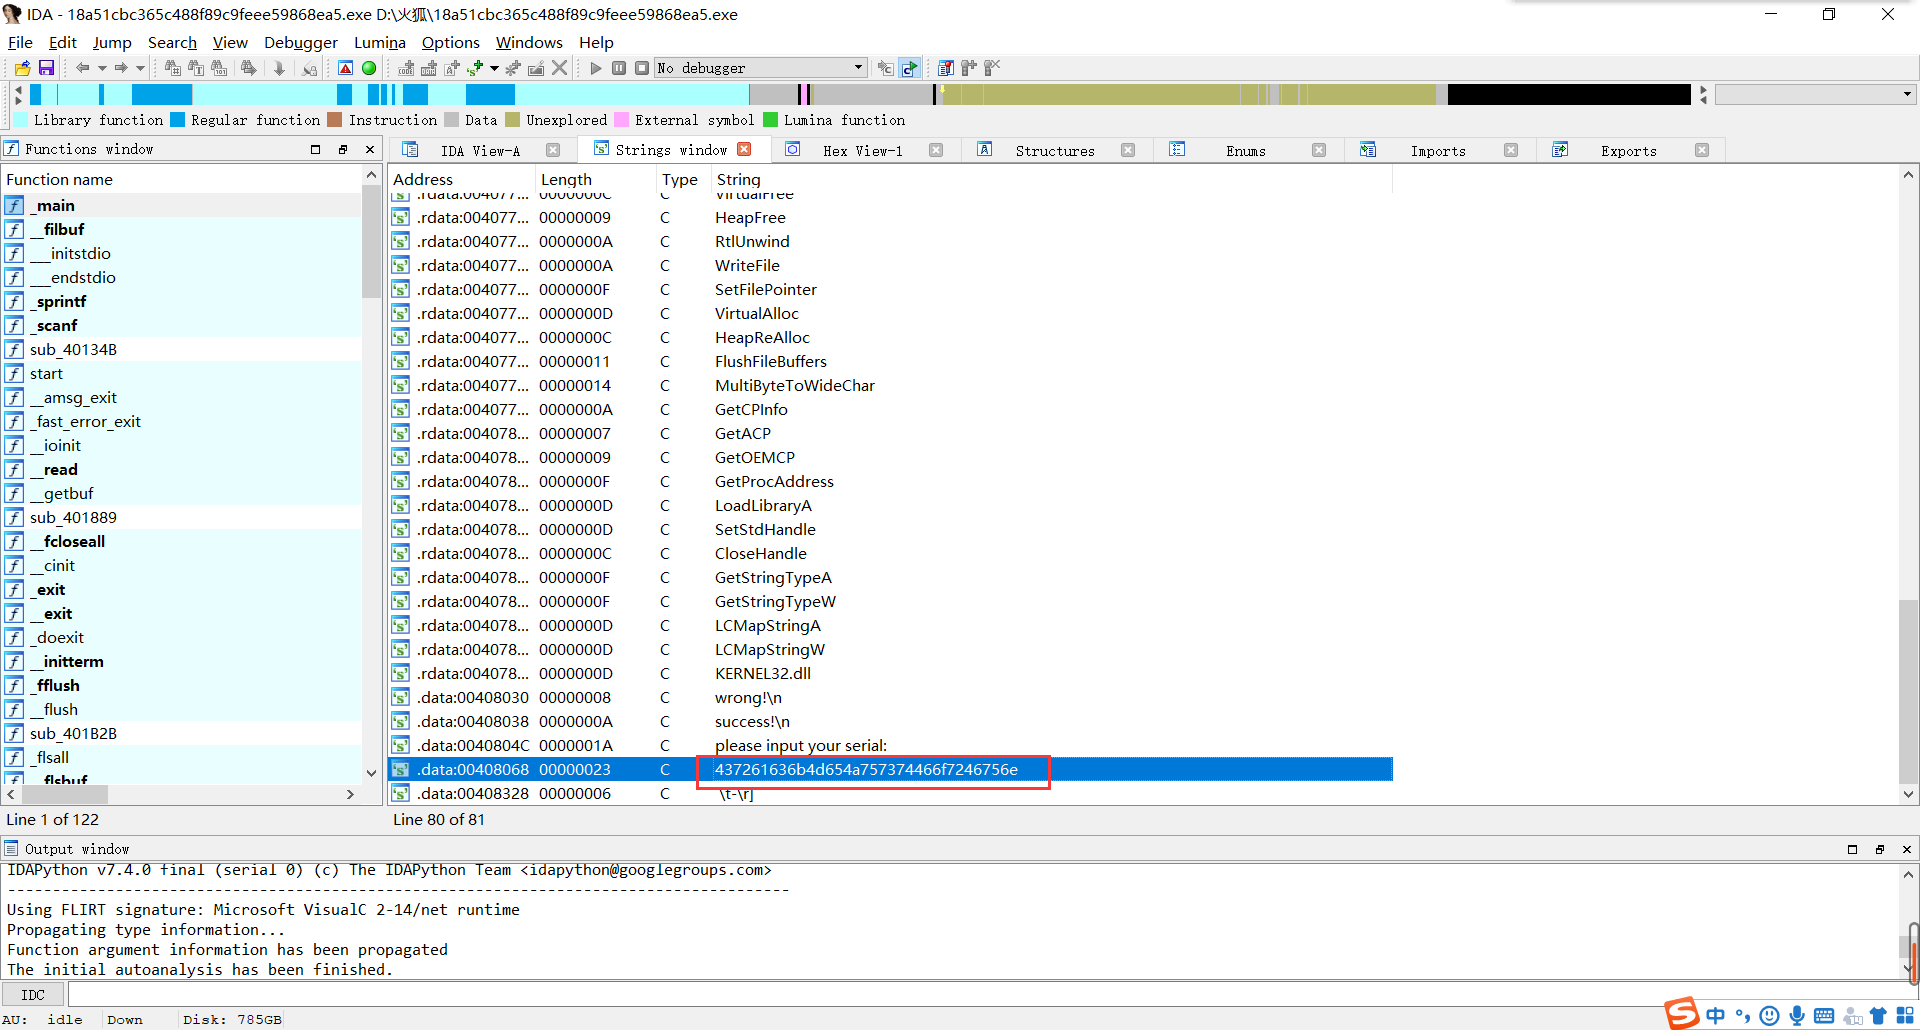 IDA - 18a51cbc365c488f89c9feee59868ea5.exe D:\火狐\18a51cbc365c488f89c9feee59868ea5.exe
File Edit Jump Search View Debugger Lumina Options Windows Help
No debugger
Library function Regular function Instruction Data Unexplored External symbol Lumina function
Functions window
IDA View-A Strings window Hex View-1 Structures Enums Imports Exports
Function name
_main
__filbuf
___initstdio
___endstdio
_sprintf
_scanf
sub_40134B
start
__amsg_exit
_fast_error_exit
__ioinit
__read
__getbuf
sub_401889
__fcloseall
__cinit
_exit
__exit
_doexit
__initterm
_fflush
__flush
sub_401B2B
_flsall
__flsbuf
Line 1 of 122
Address Length Type String
.rdata:004077... 0000000C C VirtualFree
.rdata:004077... 00000009 C HeapFree
.rdata:004077... 0000000A C RtlUnwind
.rdata:004077... 0000000A C WriteFile
.rdata:004077... 0000000F C SetFilePointer
.rdata:004077... 0000000D C VirtualAlloc
.rdata:004077... 0000000C C HeapReAlloc
.rdata:004077... 00000011 C FlushFileBuffers
.rdata:004077... 00000014 C MultiByteToWideChar
.rdata:004077... 0000000A C GetCPInfo
.rdata:004078... 00000007 C GetACP
.rdata:004078... 00000009 C GetOEMCP
.rdata:004078... 0000000F C GetProcAddress
.rdata:004078... 0000000D C LoadLibraryA
.rdata:004078... 0000000D C SetStdHandle
.rdata:004078... 0000000C C CloseHandle
.rdata:004078... 0000000F C GetStringTypeA
.rdata:004078... 0000000F C GetStringTypeW
.rdata:004078... 0000000D C LCMapStringA
.rdata:004078... 0000000D C LCMapStringW
.rdata:004078... 0000000D C KERNEL32.dll
.data:00408030 00000008 C wrong!\n
.data:00408038 0000000A C success!\n
.data:0040804C 0000001A C please input your serial:
.data:00408068 00000023 C 437261636b4d654a757374466f7246756e
.data:00408328 00000006 C \t-\r]
Line 80 of 81
Output window
IDAPython v7.4.0 final (serial 0) (c) The IDAPython Team <idapython@googlegroups.com>
---------------------------------------------------------------------------------------
Using FLIRT signature: Microsoft VisualC 2-14/net runtime
Propagating type information...
Function argument information has been propagated
The initial autoanalysis has been finished.
IDC
AU: idle Down Disk: 785GB
S 中